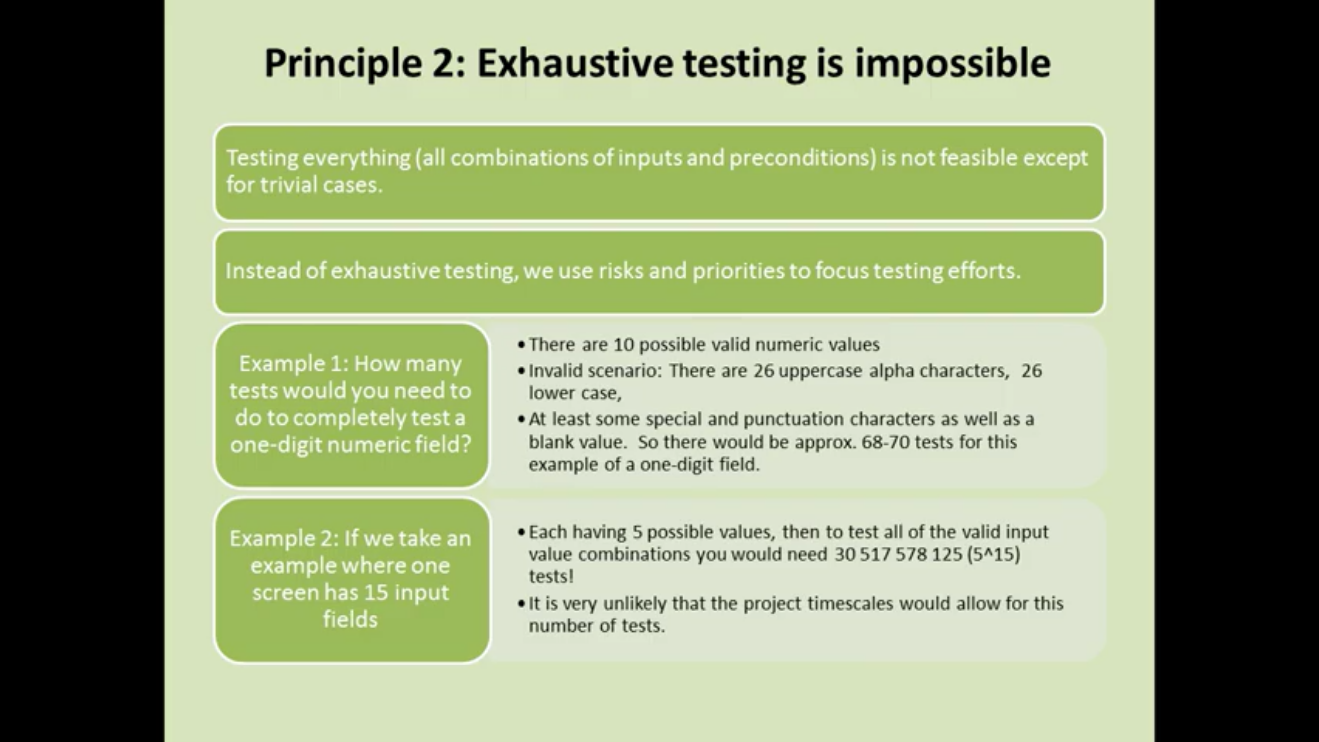 Principle 2: Exhaustive testing is impossible
Testing everything (all combinations of inputs and preconditions) is not feasible except
for trivial cases.
Instead of exhaustive testing, we use risks and priorities to focus testing efforts.
Example 1: How many
tests would you need to
do to completely test a
one-digit numeric field?
•There are 10 possible valid numeric values
•Invalid scenario: There are 26 uppercase alpha characters, 26
lower case,
•At least some special and punctuation characters as well as a
blank value. So there would be approx. 68-70 tests for this
example of a one-digit field.
Example 2: If we take an
example where one
screen has 15 input
fields
•Each having 5 possible values, then to test all of the valid input
value combinations you would need 30 517 578 125 (5^15)
tests!
•It is very unlikely that the project timescales would allow for this
number of tests.